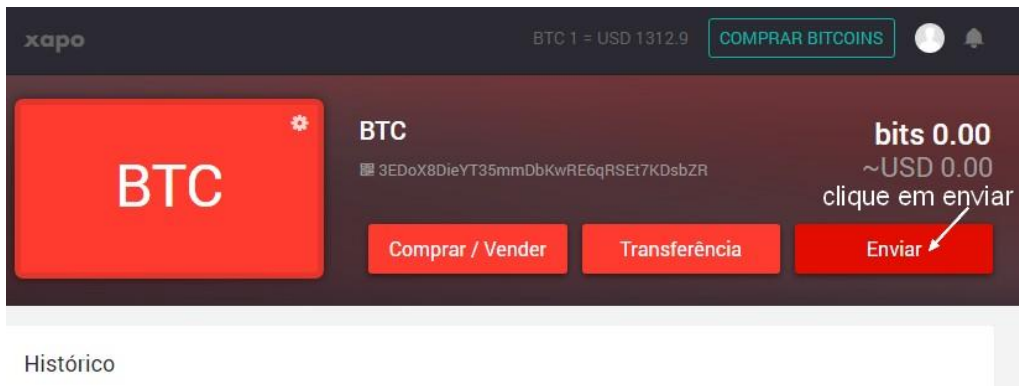 xapo
BTC 1 = USD 1312.9
COMPRAR BITCOINS
BTC
BTC
3EDoX8DieYT35mmDbKwRE6qRSEt7KDsbZR
bits 0.00
~USD 0.00
clique em enviar
Comprar / Vender
Transferência
Enviar
Histórico